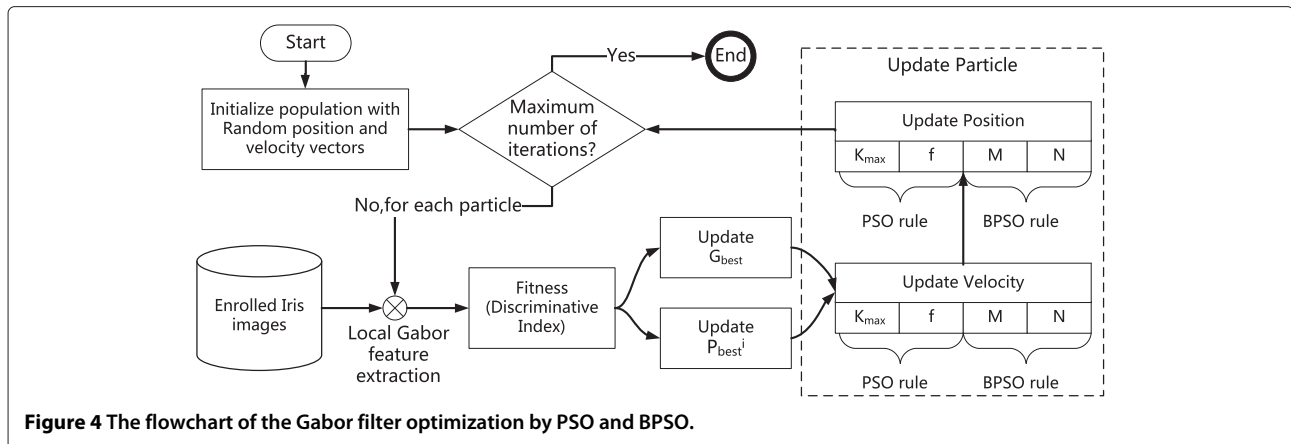 Start
Initialize population with
Random position and
velocity vectors
Maximum
number of
iterations?
Yes
End
No,for each particle
Enrolled Iris
images
Local Gabor
feature
extraction
Fitness
(Discriminative
Index)
Update
Gbest
Update
Pbest i
Update Particle
Update Position
Kmax f M N
PSO rule BPSO rule
Update Velocity
Kmax f M N
PSO rule BPSO rule
Figure 4 The flowchart of the Gabor filter optimization by PSO and BPSO.